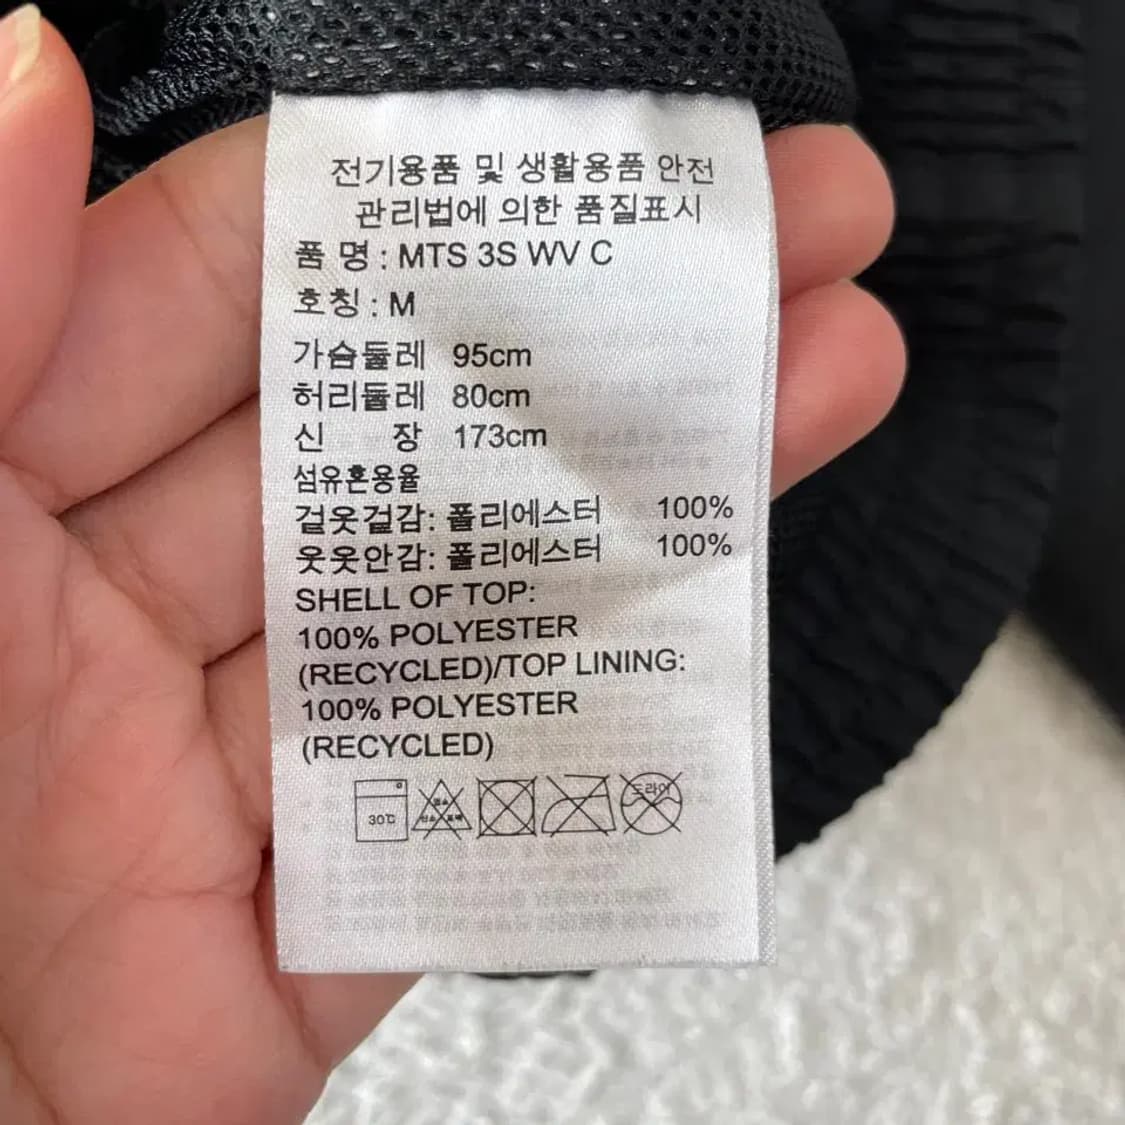 전기용품 및 생활용품 안전
관리법에 의한 품질표시
품 명 : MTS 3S WV C
호칭 : M
가슴둘레 95cm
허리둘레 80cm
신 장 173cm
섬유혼용율
겉옷겉감: 폴리에스터 100%
웃옷안감: 폴리에스터 100%
SHELL OF TOP:
100% POLYESTER
(RECYCLED)/TOP LINING:
100% POLYESTER
(RECYCLED)
30℃ 드라이